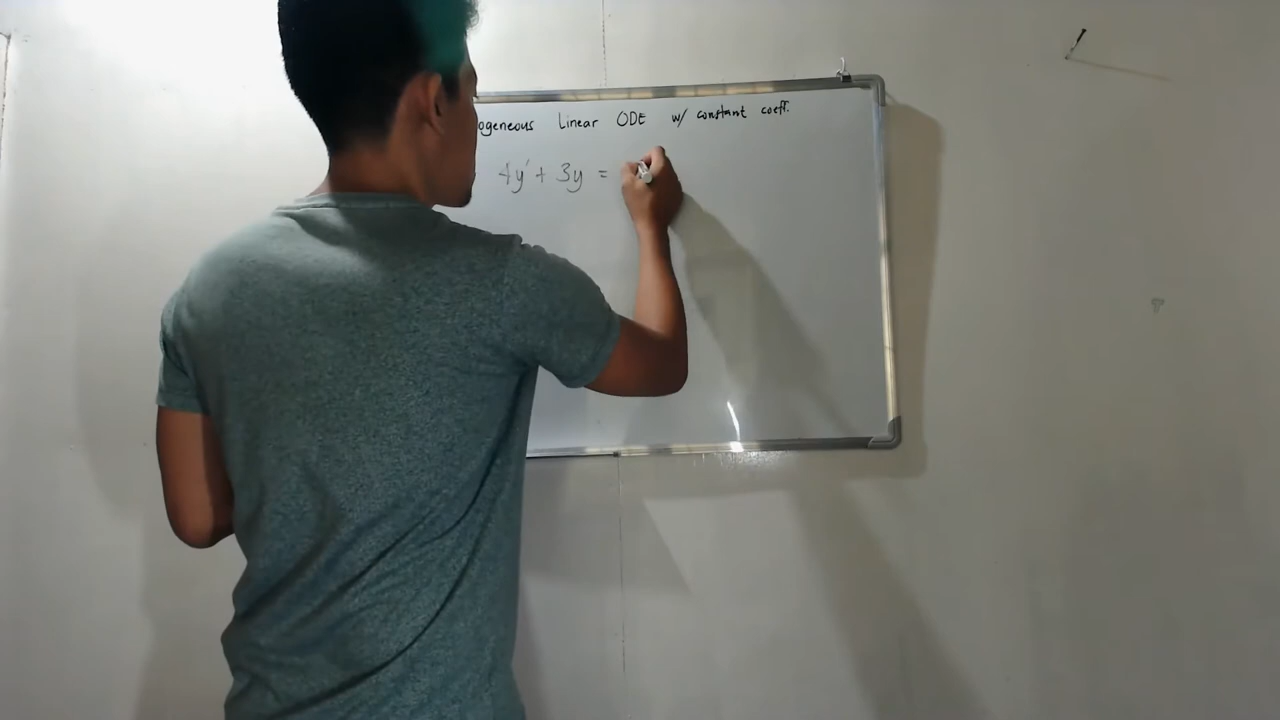 ogeneous Linear ODE w/ constant coeff.
4y' + 3y =